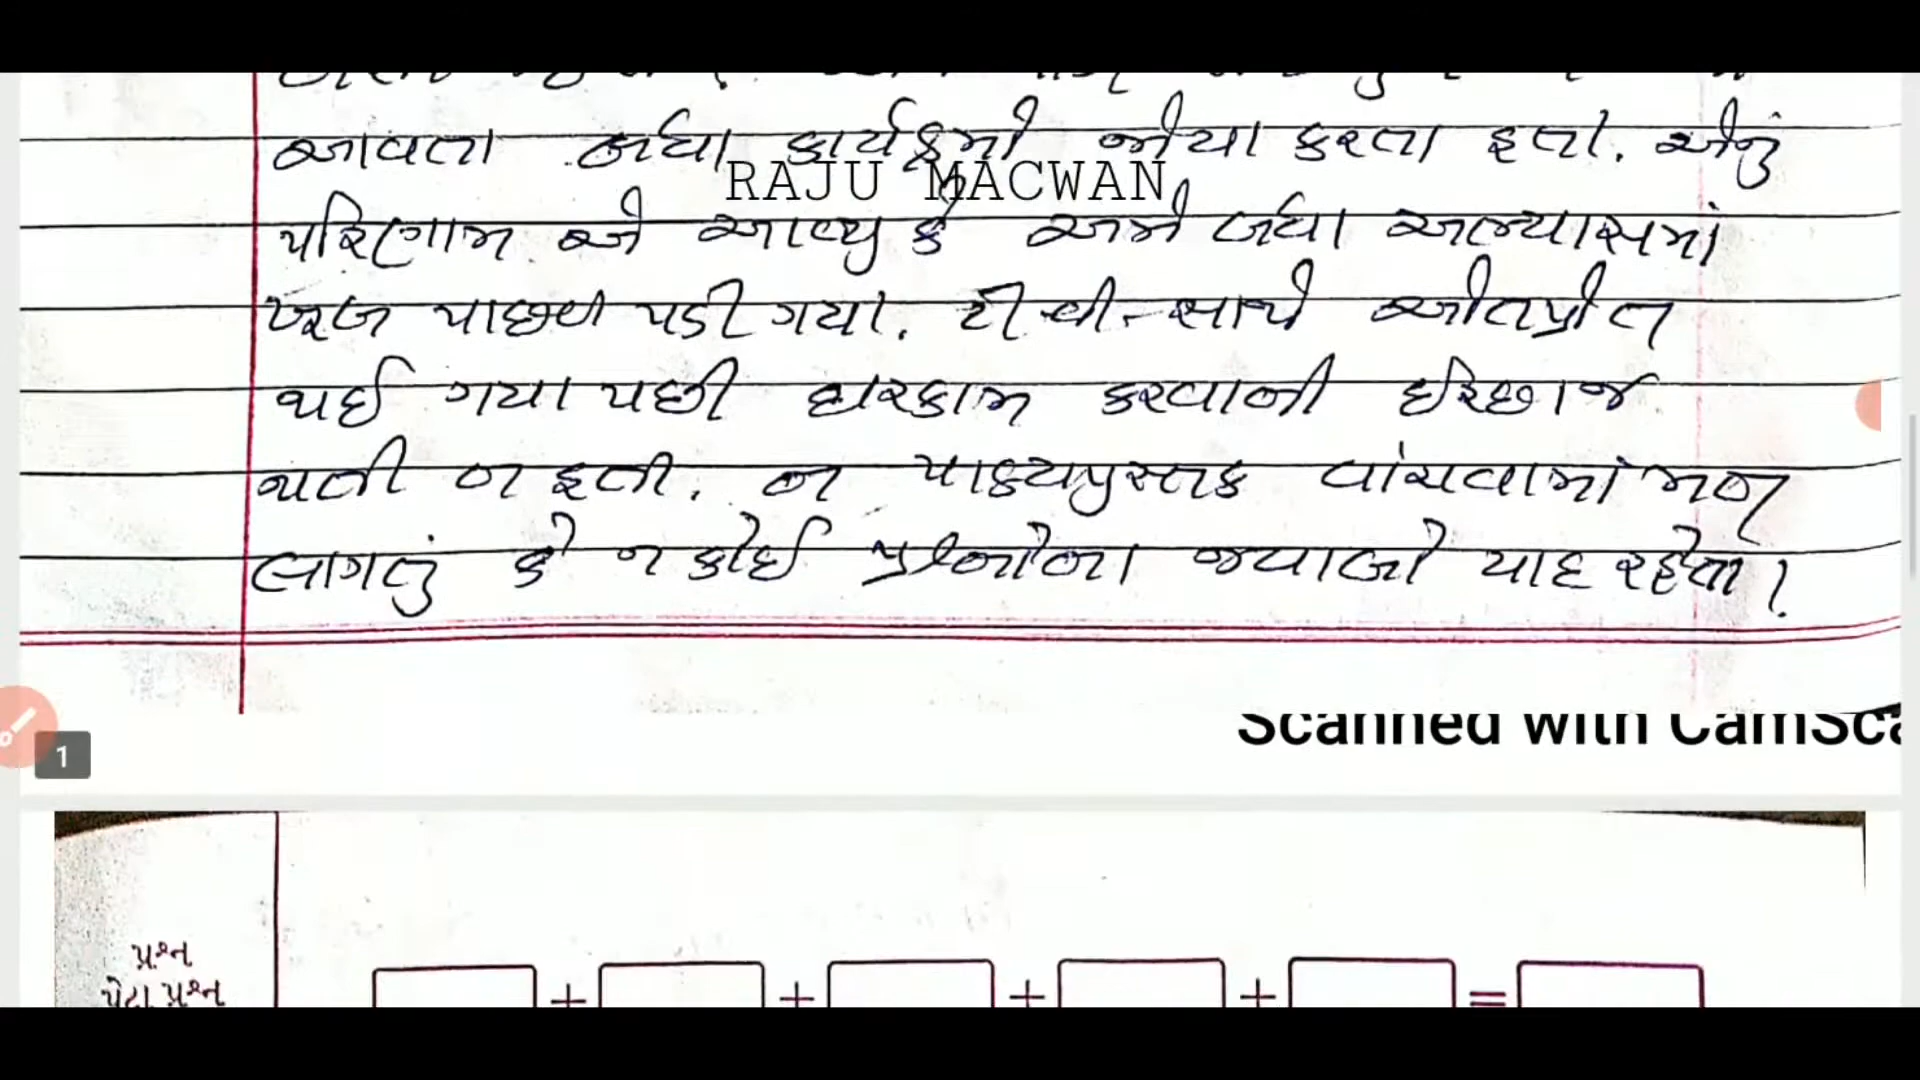 આવતા બધા કાર્યક્રમો જોયા કરતા હતા. એનું
RAJU MACWAN
પરિણામ એ આવ્યુ કે અમે બધા અભ્યાસમાં
ખૂબ પાછળ પડી ગયા. ટી.વી. સાથે ઓતપ્રોત
થઈ ગયા પછી ઘરકામ કરવાની ઈચ્છા જ
થતી ન હતી. ન પાઠ્યપુસ્તક વાંચવામાં મન
લાગતું કે ન કોઈ પ્રશ્નોના જવાબો યાદ રહેતા.
Scanned with CamSca
1
પ્રશ્ન
પેટા પ્રશ્ન
+ + + + =